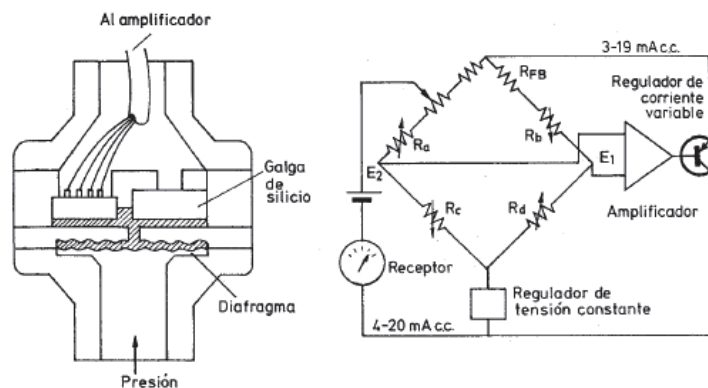 Al amplificador
Galga
de
silicio
Diafragma
Presión
3-19 mA c.c.
R_FB
Regulador de
corriente
variable
R_a
R_b
E_2
E_1
Amplificador
R_c
R_d
Receptor
Regulador de
tensión constante
4-20 mA c.c.